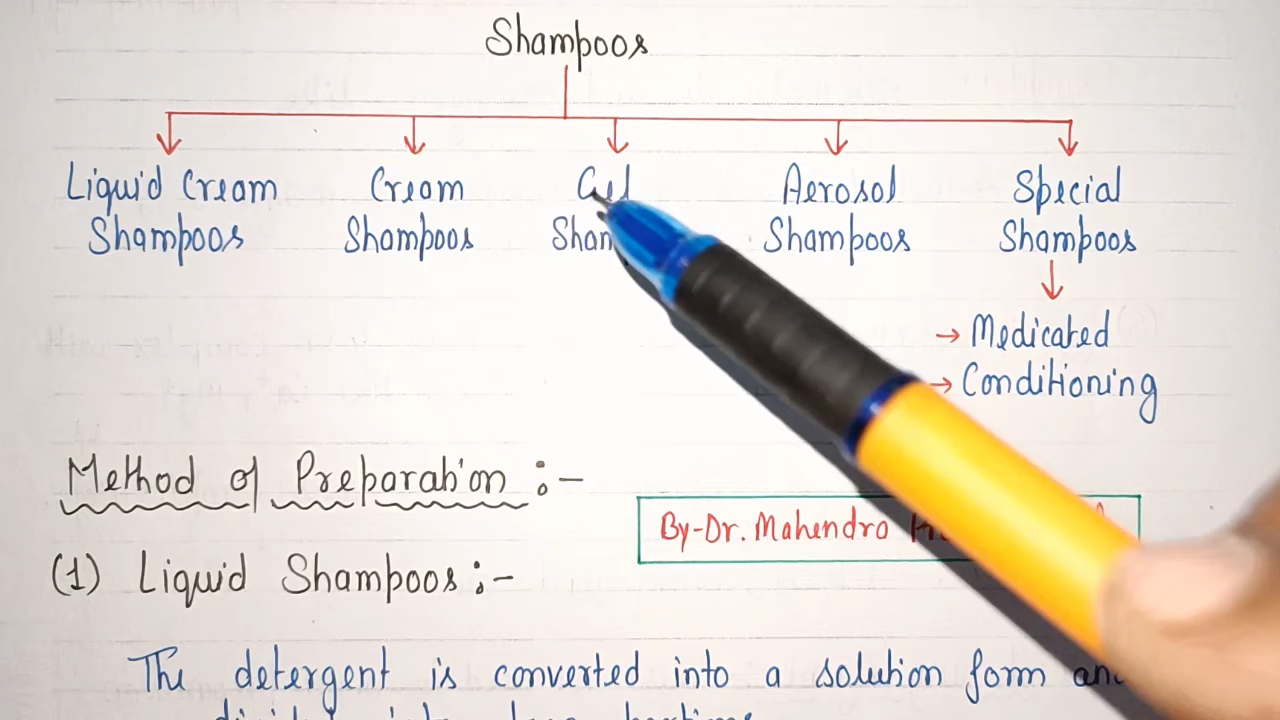 Shampoos
Liquid Cream Shampoos
Cream Shampoos
Gel
Aerosol Shampoos
Special Shampoos
→ Medicated
→ Conditioning
Method of Preparation :-
By-Dr. Mahendra
(1) Liquid Shampoos :-
The detergent is converted into a solution form